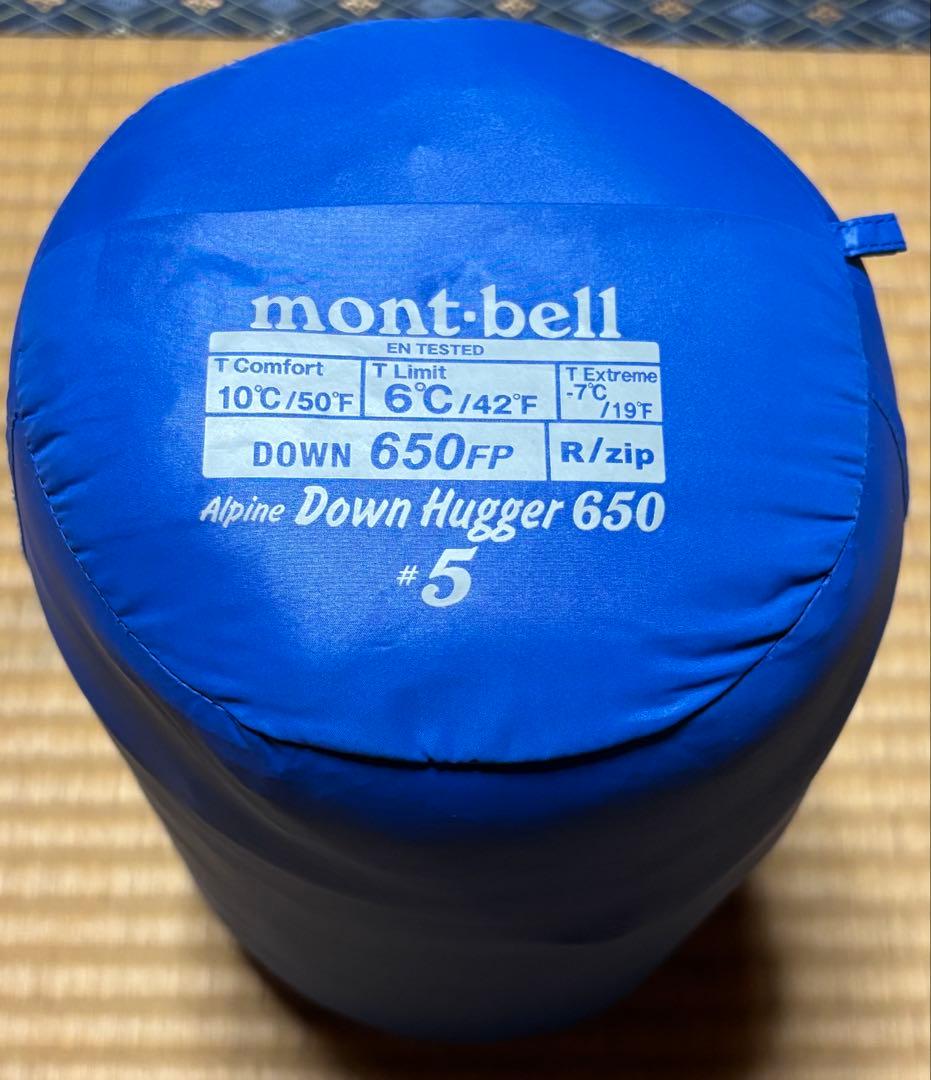 mont·bell
EN TESTED
T Comfort
10℃/50°F
T Limit
6℃/42°F
T Extreme
-7℃
/19°F
DOWN 650FP
R/zip
Alpine Down Hugger 650
#5